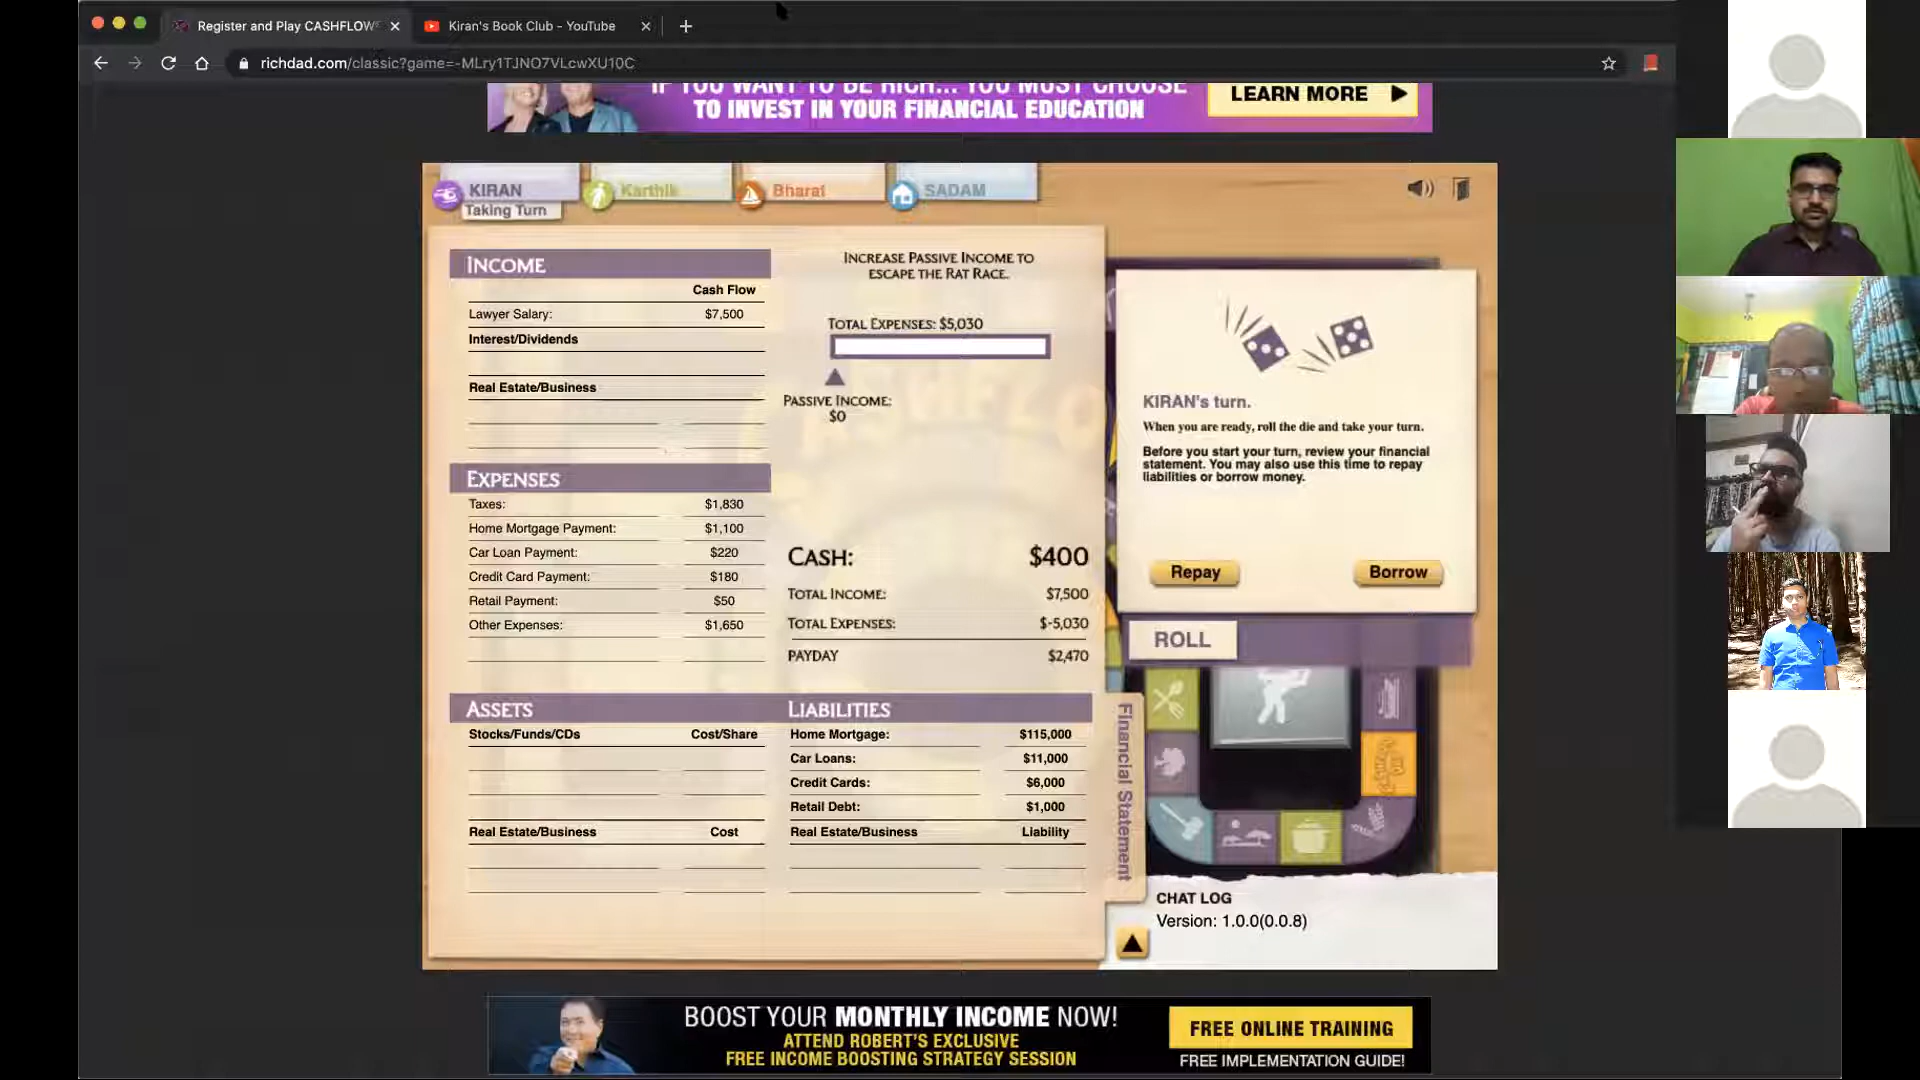 Register and Play CASHFLOW
Kiran's Book Club - YouTube
richdad.com/classic?game=-MLry1TJNO7VLcwXU10C
IF YOU WANT TO BE RICH... YOU MUST CHOOSE
TO INVEST IN YOUR FINANCIAL EDUCATION
LEARN MORE
KIRAN
Taking Turn
Karthik
Bharat
SADAM
INCOME
Cash Flow
Lawyer Salary: $7,500
Interest/Dividends
Real Estate/Business
INCREASE PASSIVE INCOME TO
ESCAPE THE RAT RACE.
TOTAL EXPENSES: $5,030
PASSIVE INCOME:
$0
EXPENSES
Taxes: $1,830
Home Mortgage Payment: $1,100
Car Loan Payment: $220
Credit Card Payment: $180
Retail Payment: $50
Other Expenses: $1,650
CASH: $400
TOTAL INCOME: $7,500
TOTAL EXPENSES: $-5,030
PAYDAY $2,470
ASSETS
Stocks/Funds/CDs Cost/Share
Real Estate/Business Cost
LIABILITIES
Home Mortgage: $115,000
Car Loans: $11,000
Credit Cards: $6,000
Retail Debt: $1,000
Real Estate/Business Liability
Financial Statement
KIRAN's turn.
When you are ready, roll the die and take your turn.
Before you start your turn, review your financial
statement. You may also use this time to repay
liabilities or borrow money.
Repay
Borrow
ROLL
CHAT LOG
Version: 1.0.0(0.0.8)
BOOST YOUR MONTHLY INCOME NOW!
ATTEND ROBERT'S EXCLUSIVE
FREE INCOME BOOSTING STRATEGY SESSION
FREE ONLINE TRAINING
FREE IMPLEMENTATION GUIDE!